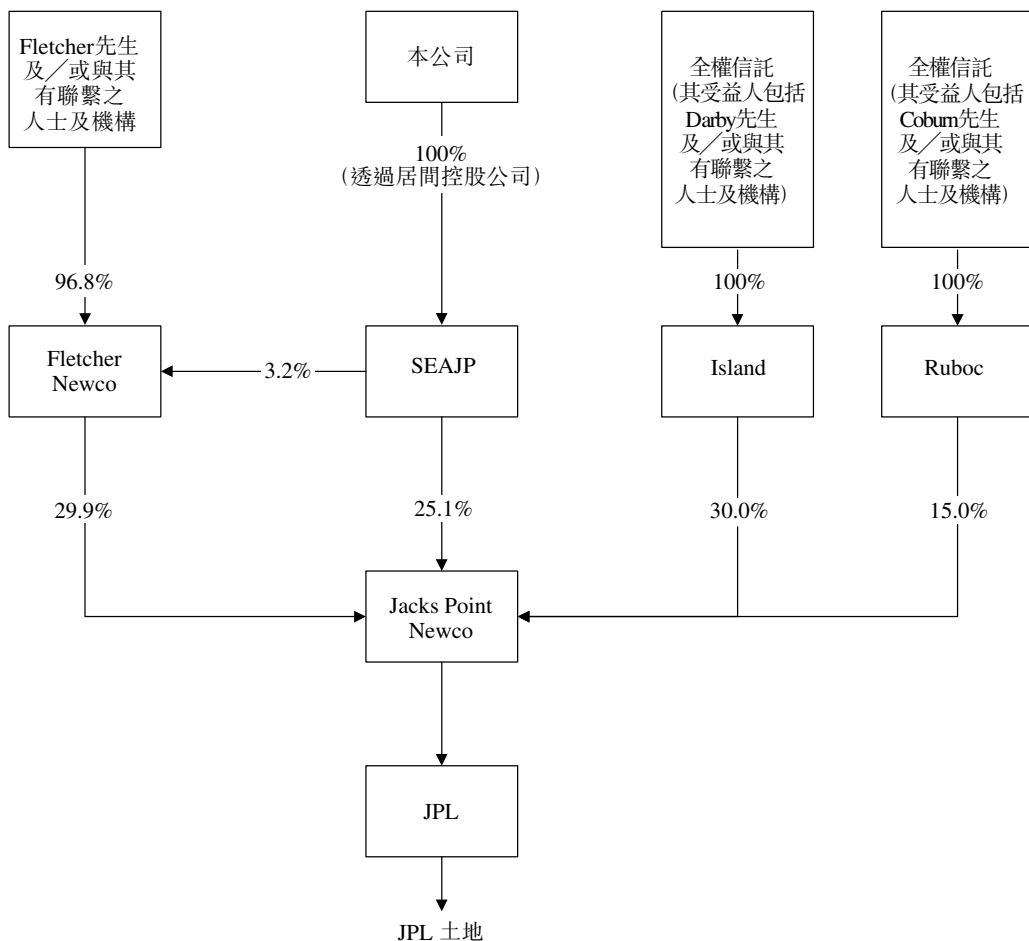 Fletcher先生
及／或與其
有聯繫之
人士及機構
本公司
全權信託
(其受益人包括
Darby先生
及／或與其
有聯繫之
人士及機構)
全權信託
(其受益人包括
Coburn先生
及／或與其
有聯繫之
人士及機構)
100%
(透過居間控股公司)
96.8%
100%
100%
Fletcher
Newco
3.2%
SEAJP
Island
Ruboc
29.9%
25.1%
30.0%
15.0%
Jacks Point
Newco
JPL
JPL 土地